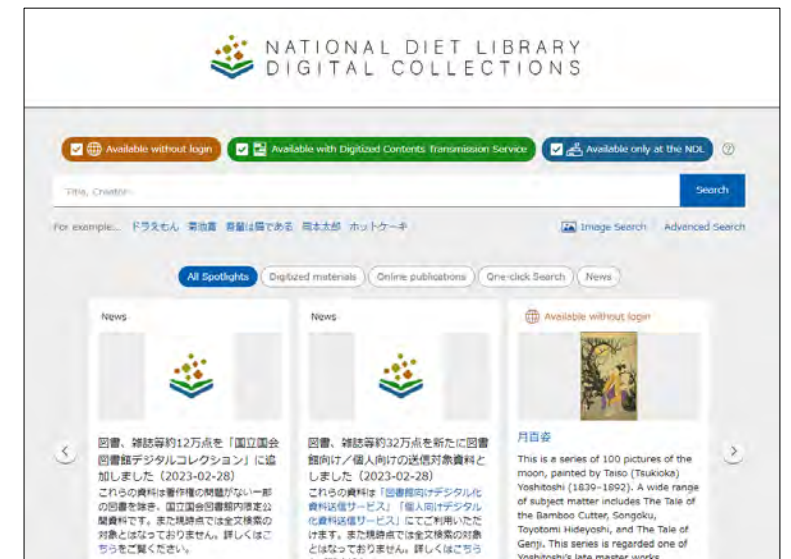 NATIONAL DIET LIBRARY
DIGITAL COLLECTIONS
Available without login
Available with Digitized Contents Transmission Service
Available only at the NDL
Title, Creator
Search
For example... ドラえもん 菊池寛 吾輩は猫である 岡本太郎 ホットケーキ
Image Search
Advanced Search
All Spotlights
Digitized materials
Online publications
One-click Search
News
News
図書、雑誌等約12万点を「国立国会
図書館デジタルコレクション」に追
加しました（2023-02-28）
これらの資料は著作権の問題がない一部
の図書を除き、国立国会図書館内限定公
開資料です。また現時点では全文検索の
対象とはなっておりません。詳しくはこ
ちらをご覧ください。
News
図書、雑誌等約32万点を新たに図書
館向け／個人向けの送信対象資料と
しました（2023-02-28）
これらの資料は「図書館向けデジタル化
資料送信サービス」「個人向けデジタル
化資料送信サービス」にてご利用いただ
けます。また現時点では全文検索の対象
とはなっておりません。詳しくはこちら
Available without login
月百姿
This is a series of 100 pictures of the
moon, painted by Taiso (Tsukioka)
Yoshitoshi (1839-1892). A wide range
of subject matter includes The Tale of
the Bamboo Cutter, Songoku,
Toyotomi Hideyoshi, and The Tale of
Genji. This series is regarded one of
Yoshitoshi's late master works